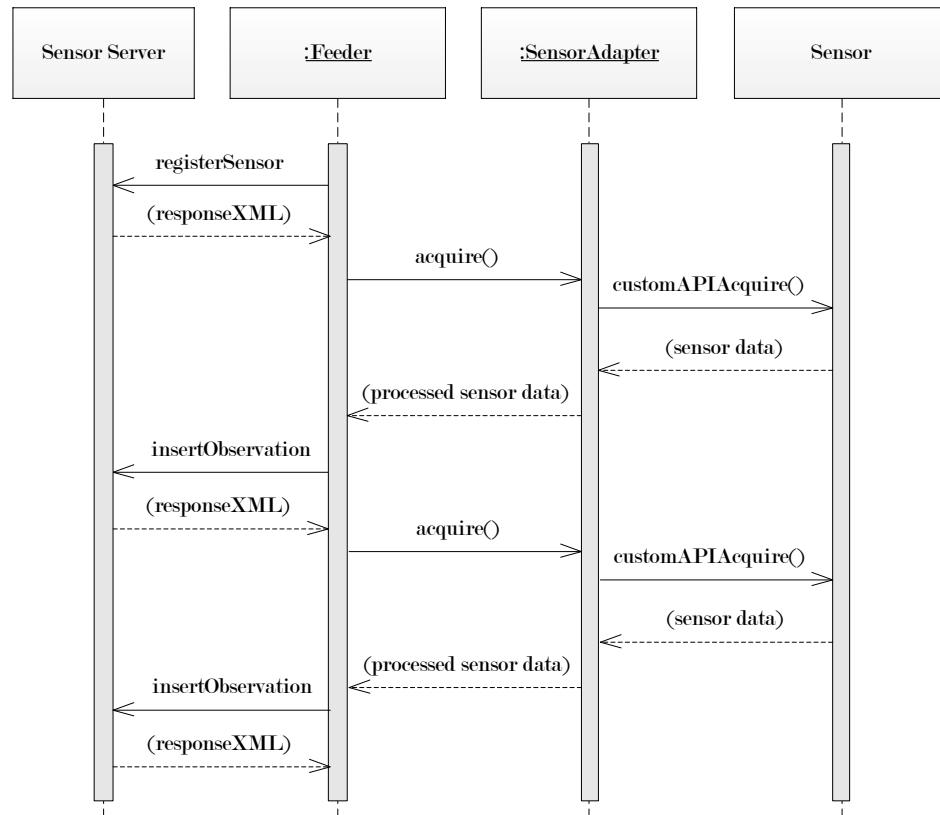 Sensor Server
:Feeder
:SensorAdapter
Sensor
registerSensor
(responseXML)
acquire()
customAPIAcquire()
(sensor data)
(processed sensor data)
insertObservation
(responseXML)
acquire()
customAPIAcquire()
(sensor data)
(processed sensor data)
insertObservation
(responseXML)